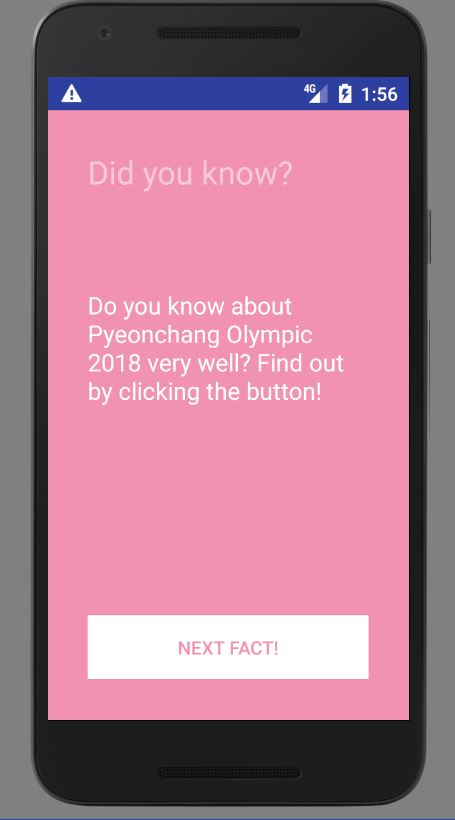 4G 1:56
Did you know?
Do you know about
Pyeonchang Olympic
2018 very well? Find out
by clicking the button!
NEXT FACT!